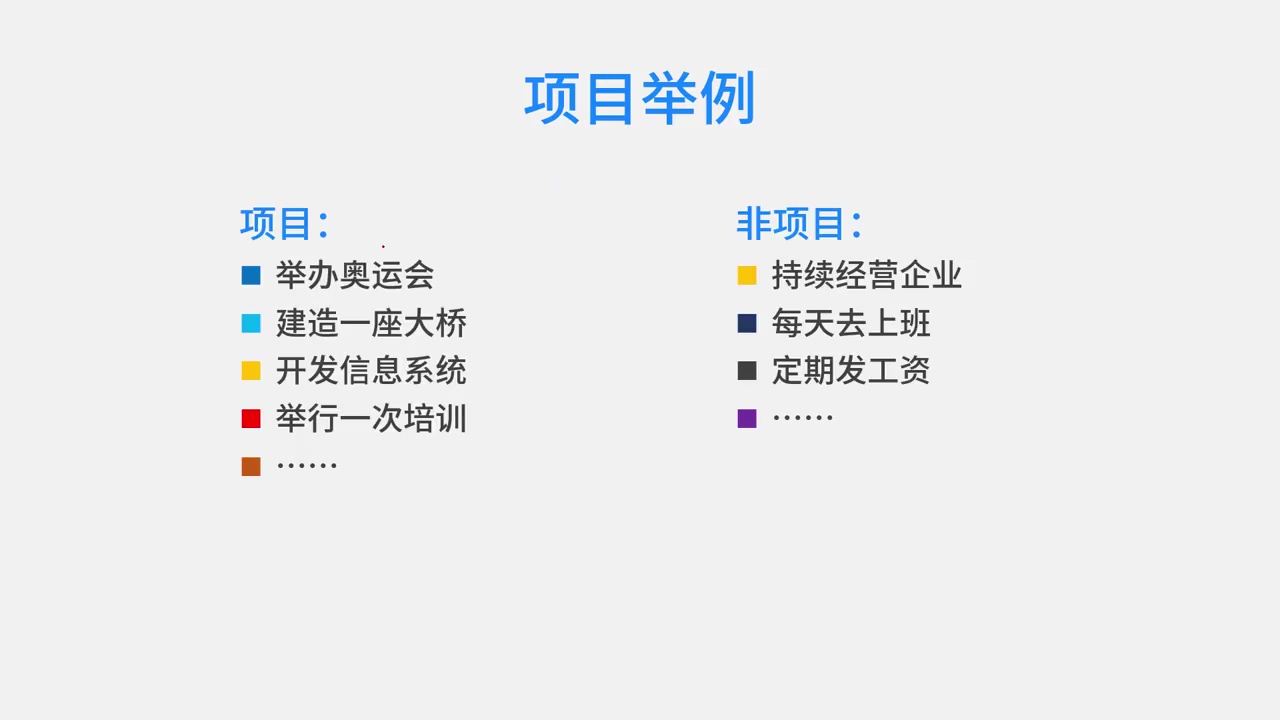 项目举例
项目：
举办奥运会
建造一座大桥
开发信息系统
举行一次培训
……
非项目：
持续经营企业
每天去上班
定期发工资
……